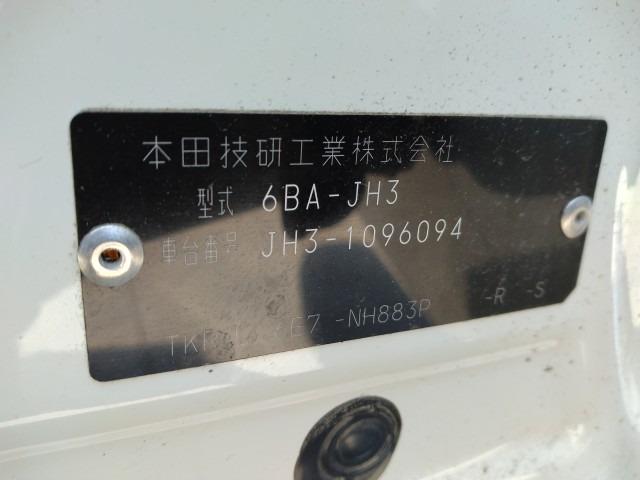 本田技研工業株式会社
型式 6BA-JH3
車台番号 JH3-1096094
-NH883P -R -S